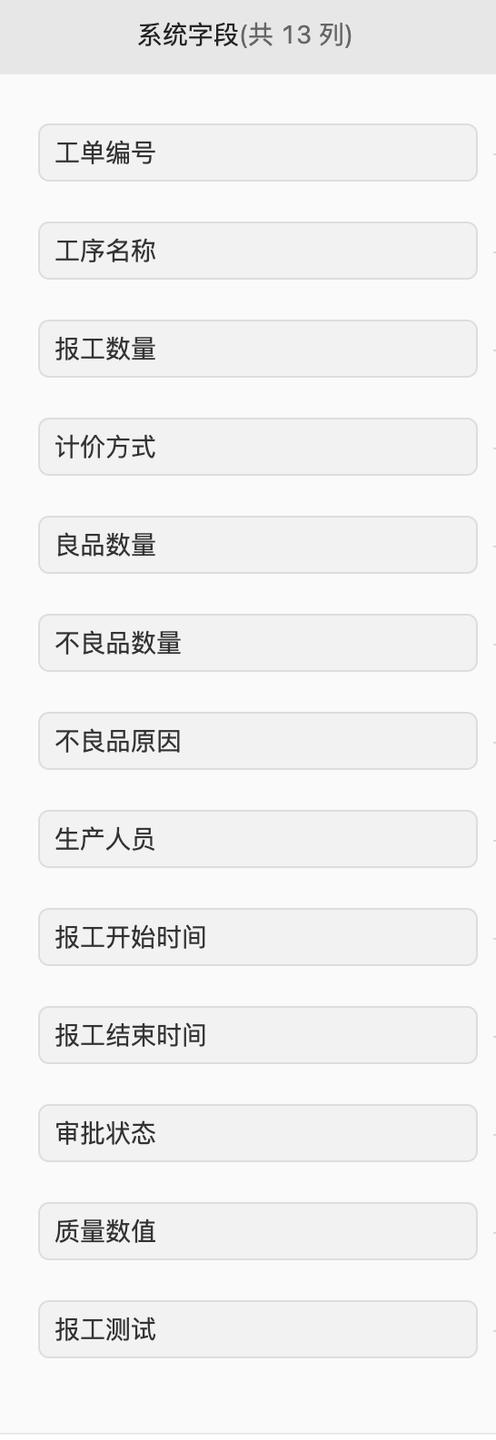 系统字段(共 13 列)
工单编号
工序名称
报工数量
计价方式
良品数量
不良品数量
不良品原因
生产人员
报工开始时间
报工结束时间
审批状态
质量数值
报工测试